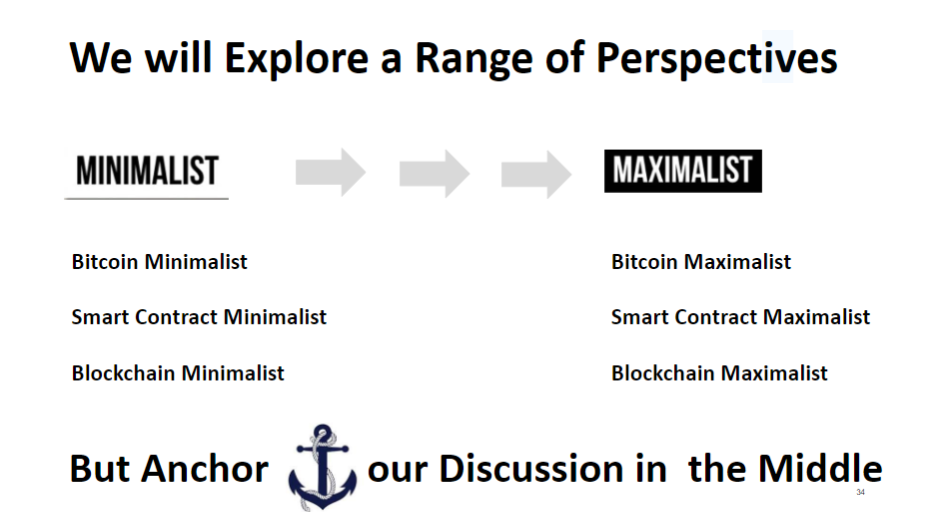 We will Explore a Range of Perspectives
MINIMALIST MAXIMALIST
Bitcoin Minimalist Bitcoin Maximalist
Smart Contract Minimalist Smart Contract Maximalist
Blockchain Minimalist Blockchain Maximalist
But Anchor our Discussion in the Middle
34